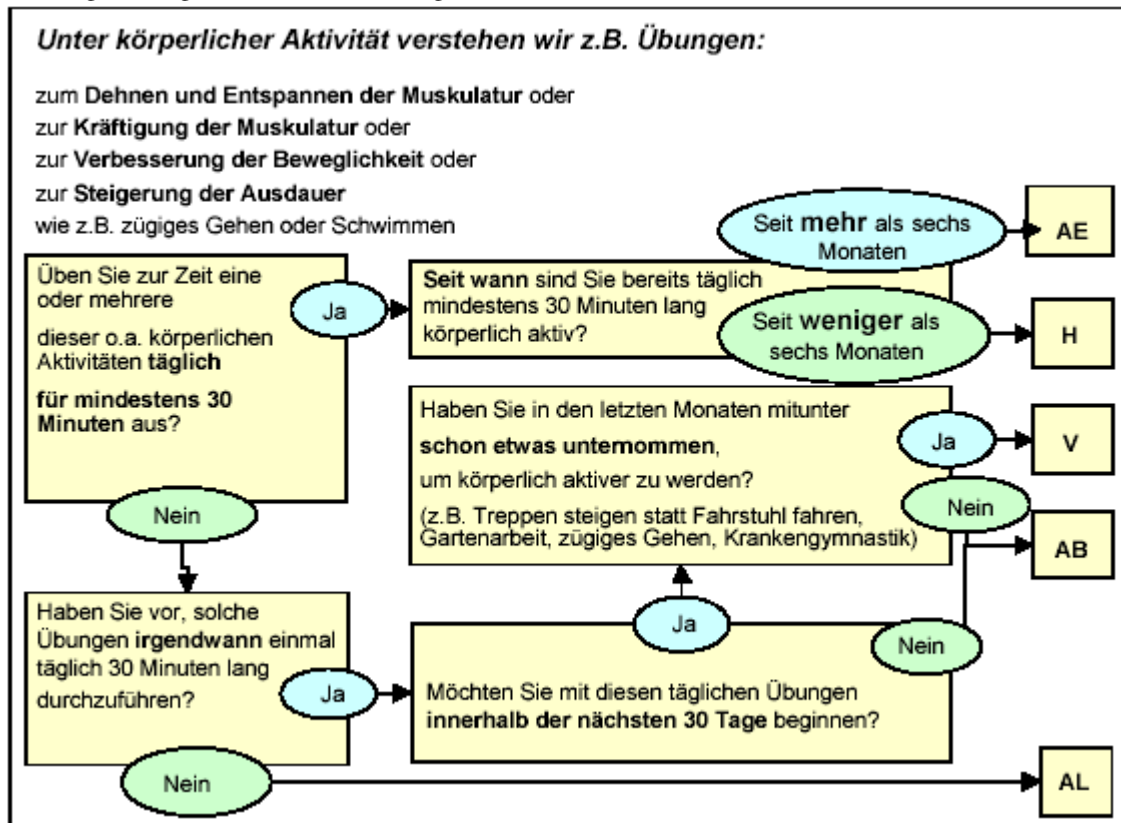 Unter körperlicher Aktivität verstehen wir z.B. Übungen:
zum Dehnen und Entspannen der Muskulatur oder
zur Kräftigung der Muskulatur oder
zur Verbesserung der Beweglichkeit oder
zur Steigerung der Ausdauer
wie z.B. zügiges Gehen oder Schwimmen
Seit mehr als sechs
Monaten
AE
Üben Sie zur Zeit eine
oder mehrere
dieser o.a. körperlichen
Aktivitäten täglich
für mindestens 30
Minuten aus?
Ja
Seit wann sind Sie bereits täglich
mindestens 30 Minuten lang
körperlich aktiv?
Seit weniger als
sechs Monaten
H
Haben Sie in den letzten Monaten mitunter
schon etwas unternommen,
um körperlich aktiver zu werden?
(z.B. Treppen steigen statt Fahrstuhl fahren,
Gartenarbeit, zügiges Gehen, Krankengymnastik)
Ja
V
Nein
AB
Nein
Haben Sie vor, solche
Übungen irgendwann einmal
täglich 30 Minuten lang
durchzuführen?
Ja
Ja
Nein
Möchten Sie mit diesen täglichen Übungen
innerhalb der nächsten 30 Tage beginnen?
Nein
AL